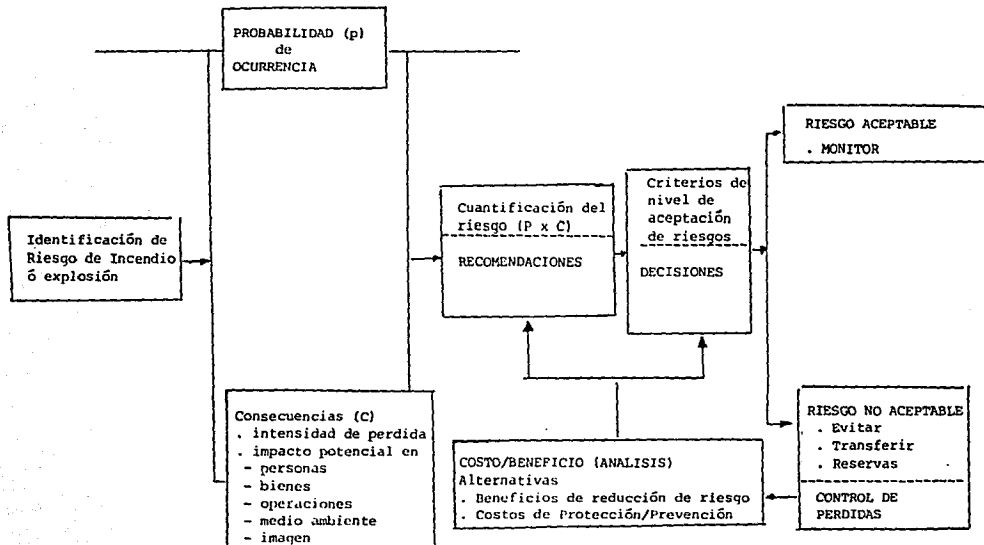 PROBABILIDAD (p)
de
OCURRENCIA
Identificación de
Riesgo de Incendio
ó explosión
Consecuencias (C)
. intensidad de perdida
. impacto potencial en
- personas
- bienes
- operaciones
- medio ambiente
- imagen
Cuantificación del
riesgo (P x C)
RECOMENDACIONES
Criterios de
nivel de
aceptación
de riesgos
DECISIONES
RIESGO ACEPTABLE
. MONITOR
RIESGO NO ACEPTABLE
. Evitar
. Transferir
. Reservas
CONTROL DE
PERDIDAS
COSTO/BENEFICIO (ANALISIS)
Alternativas
. Beneficios de reducción de riesgo
. Costos de Protección/Prevención